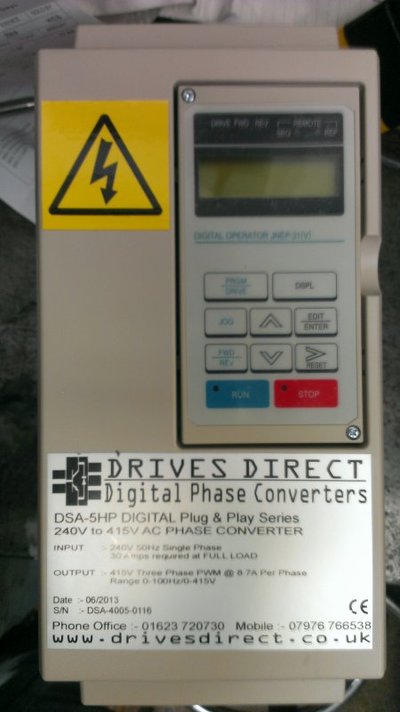 DRIVE FWD REV REMOTE
SEQ REF
DIGITAL OPERATOR JNEP-31(V)
PRGM
DRIVE
DSPL
JOG
EDIT
ENTER
FWD
REV
RESET
RUN
STOP
DRIVES DIRECT
Digital Phase Converters
DSA-5HP DIGITAL Plug & Play Series
240V to 415V AC PHASE CONVERTER
INPUT :- 240V 50Hz Single Phase
30 Amps required at FULL LOAD
OUTPUT :- 415V Three Phase PWM @ 8.7A Per Phase
Range 0-100Hz/0-415V
Date :- 06/2013
S/N :- DSA-4005-0116
CE
Phone Office :- 01623 720730 Mobile :- 07976 766538
www.drivesdirect.co.uk